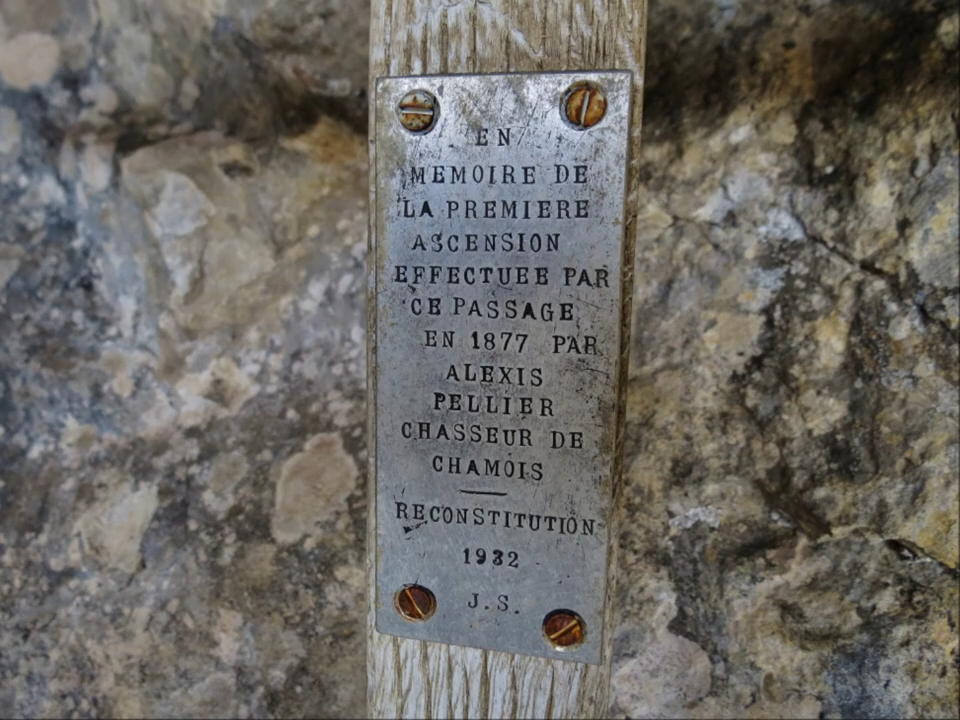 EN
MEMOIRE DE
LA PREMIERE
ASCENSION
EFFECTUEE PAR
CE PASSAGE
EN 1877 PAR
ALEXIS
PELLIER
CHASSEUR DE
CHAMOIS
RECONSTITUTION
1932
J.S.